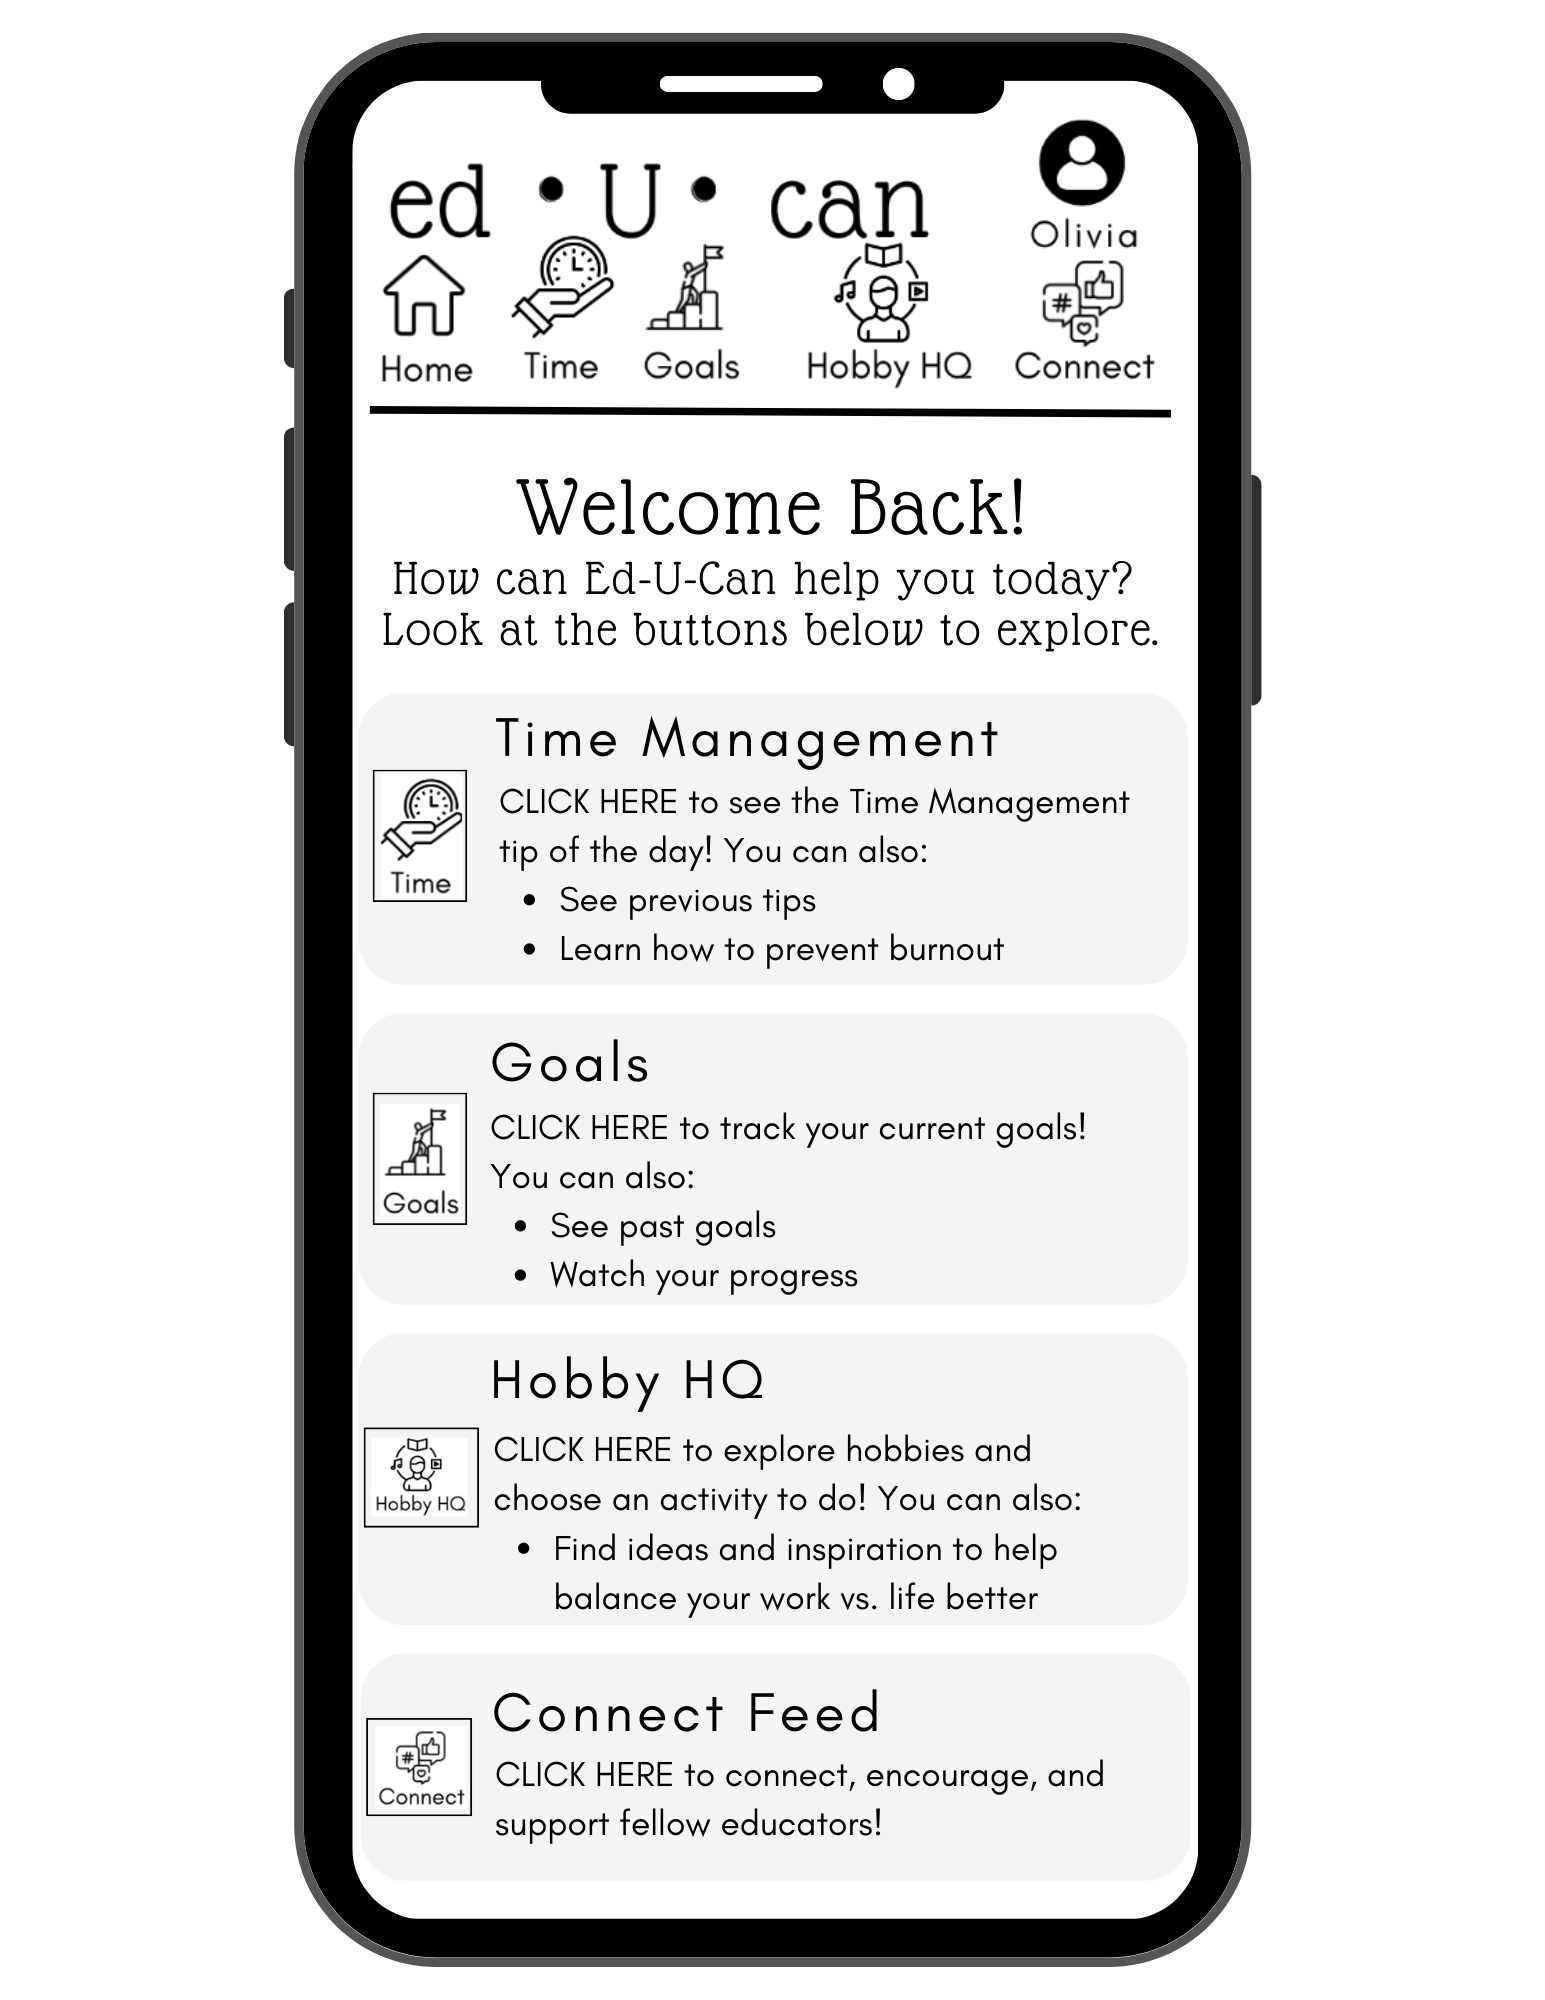 ed • U • can
Olivia
Home
Time
Goals
Hobby HQ
#
Connect
Welcome Back!
How can Ed-U-Can help you today?
Look at the buttons below to explore.
Time Management
CLICK HERE to see the Time Management
tip of the day! You can also:
• See previous tips
• Learn how to prevent burnout
Time
Goals
CLICK HERE to track your current goals!
You can also:
• See past goals
• Watch your progress
Goals
Hobby HQ
CLICK HERE to explore hobbies and
choose an activity to do! You can also:
• Find ideas and inspiration to help
balance your work vs. life better
Hobby HQ
Connect Feed
CLICK HERE to connect, encourage, and
support fellow educators!
#
Connect